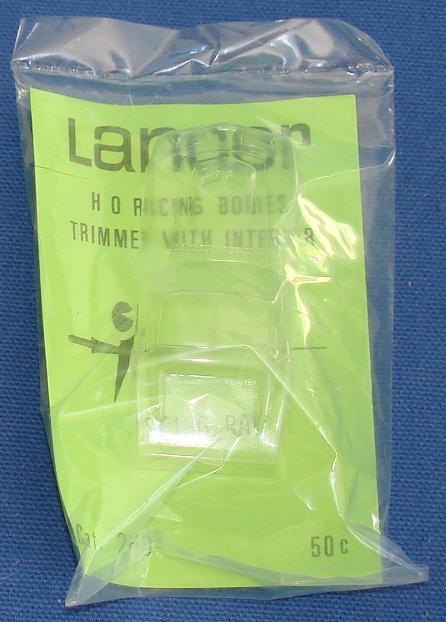 Lancer
H O RACING BODIES
TRIMMED WITH INTERIOR
Cat.
50c